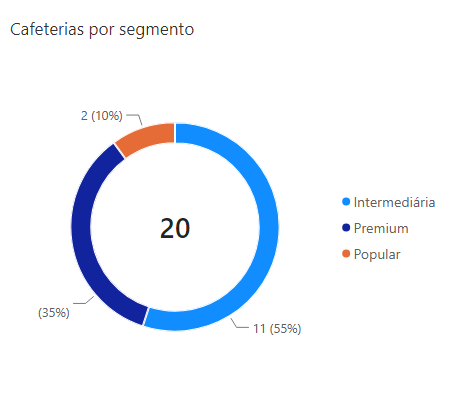 Cafeterias por segmento
2 (10%)
20
Intermediária
Premium
Popular
(35%)
11 (55%)